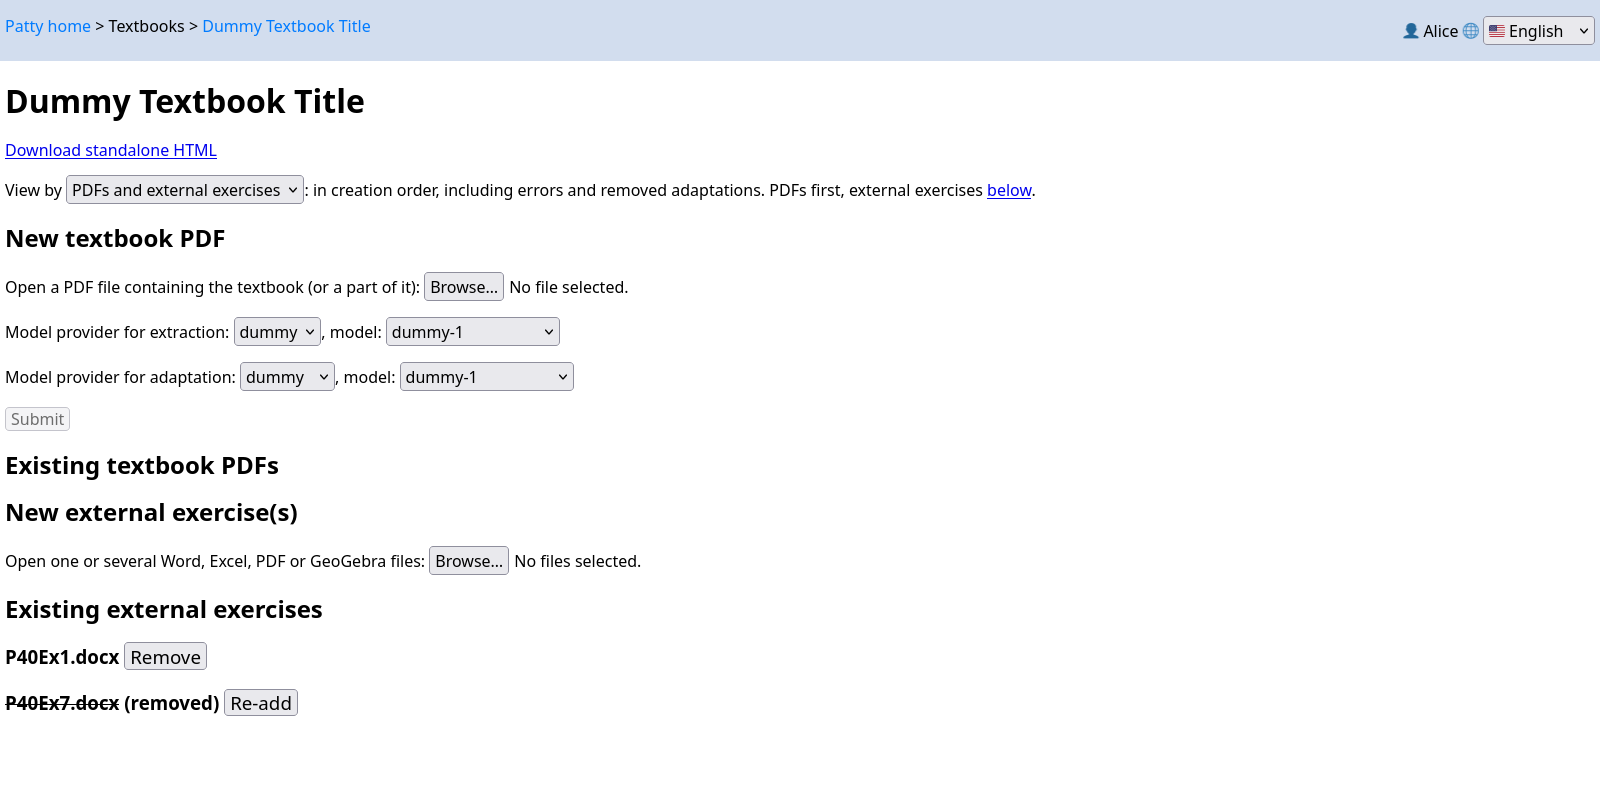 Patty home > Textbooks > Dummy Textbook Title
Alice English
Dummy Textbook Title
Download standalone HTML
View by PDFs and external exercises : in creation order, including errors and removed adaptations. PDFs first, external exercises below.
New textbook PDF
Open a PDF file containing the textbook (or a part of it): Browse... No file selected.
Model provider for extraction: dummy, model: dummy-1
Model provider for adaptation: dummy, model: dummy-1
Submit
Existing textbook PDFs
New external exercise(s)
Open one or several Word, Excel, PDF or GeoGebra files: Browse... No files selected.
Existing external exercises
P40Ex1.docx Remove
P40Ex7.docx (removed) Re-add